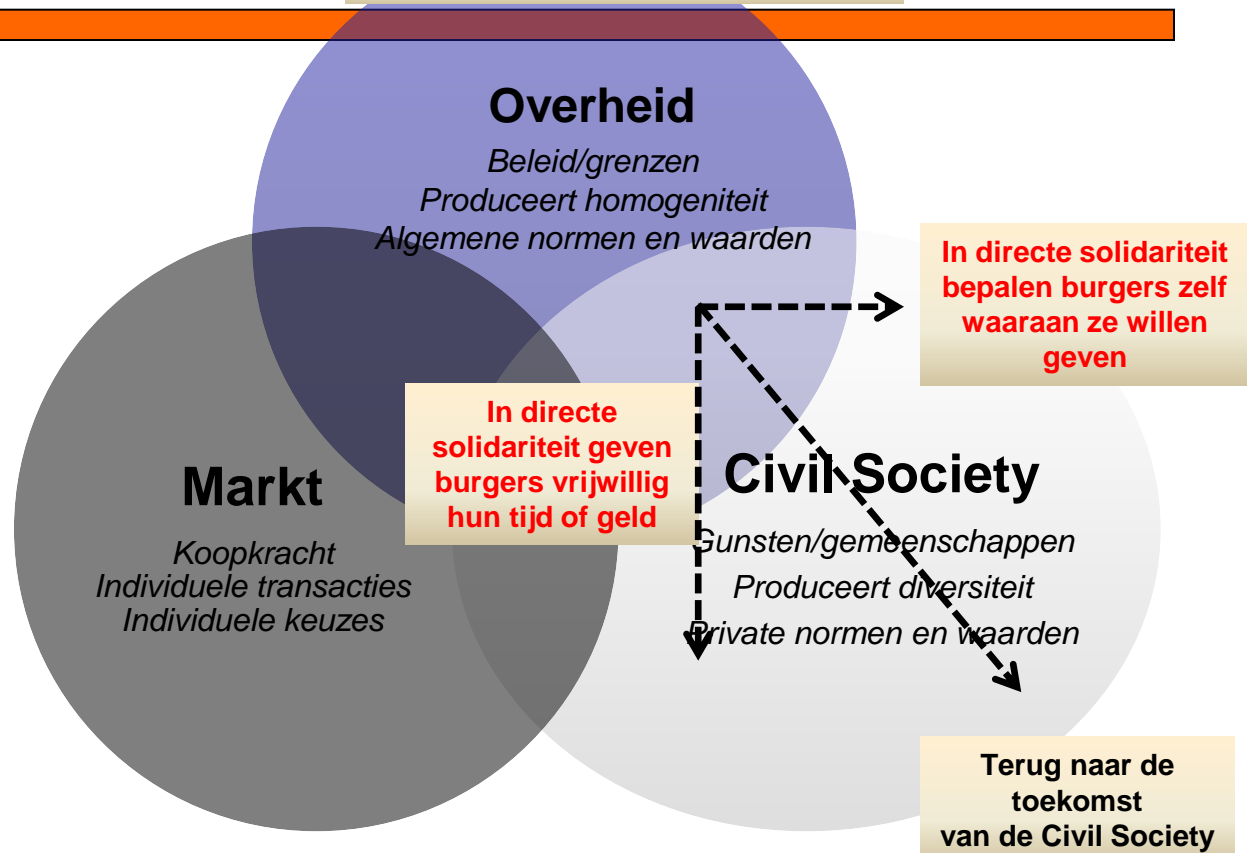 Overheid
Beleid/grenzen
Produceert homogeniteit
Algemene normen en waarden
In directe solidariteit
bepalen burgers zelf
waaraan ze willen
geven
In directe
solidariteit geven
burgers vrijwillig
hun tijd of geld
Markt
Koopkracht
Individuele transacties
Individuele keuzes
Civil Society
Gunsten/gemeenschappen
Produceert diversiteit
Private normen en waarden
Terug naar de
toekomst
van de Civil Society